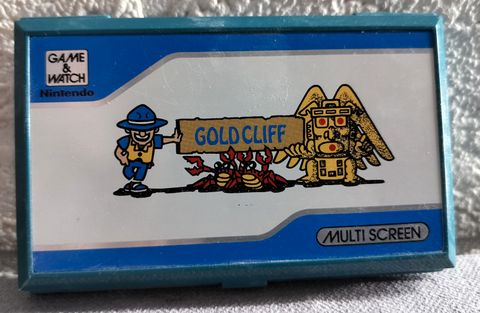 GAME
&
WATCH
Nintendo
GOLD CLIFF
MULTI SCREEN